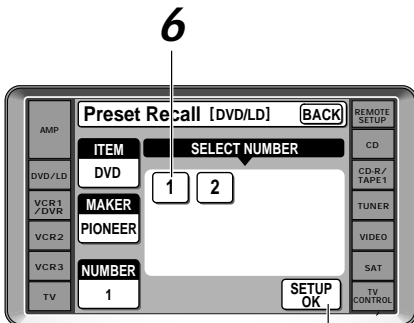 6
Preset Recall [DVD/LD] BACK
AMP
DVD/LD
VCR1
/DVR
VCR2
VCR3
TV
ITEM
DVD
MAKER
PIONEER
NUMBER
1
SELECT NUMBER
1 2
SETUP
OK
REMOTE
SETUP
CD
CD-R/
TAPE1
TUNER
VIDEO
SAT
TV
CONTROL